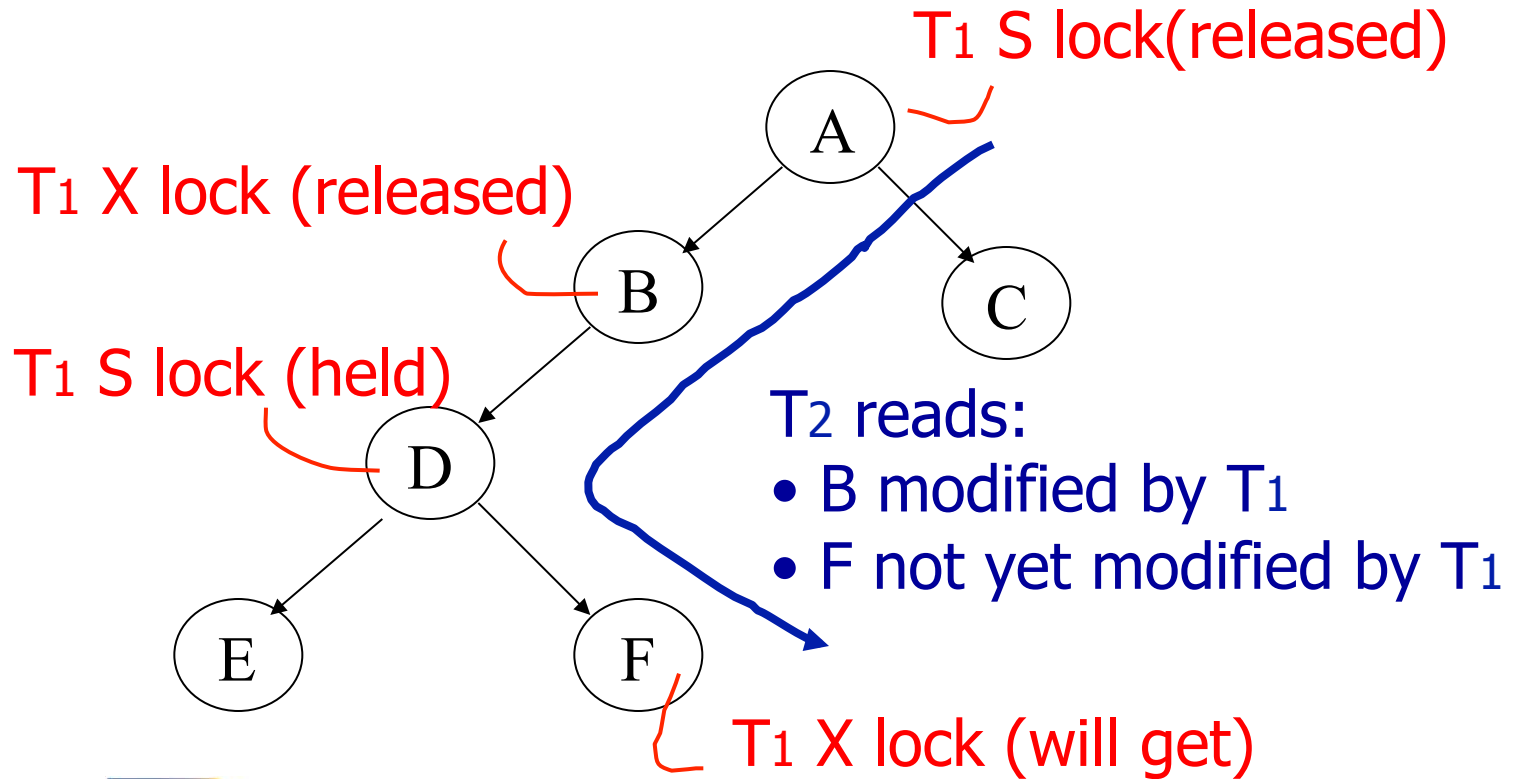 T1 S lock(released)
A
T1 X lock (released)
B
C
T1 S lock (held)
D
T2 reads:
• B modified by T1
• F not yet modified by T1
E
F
T1 X lock (will get)